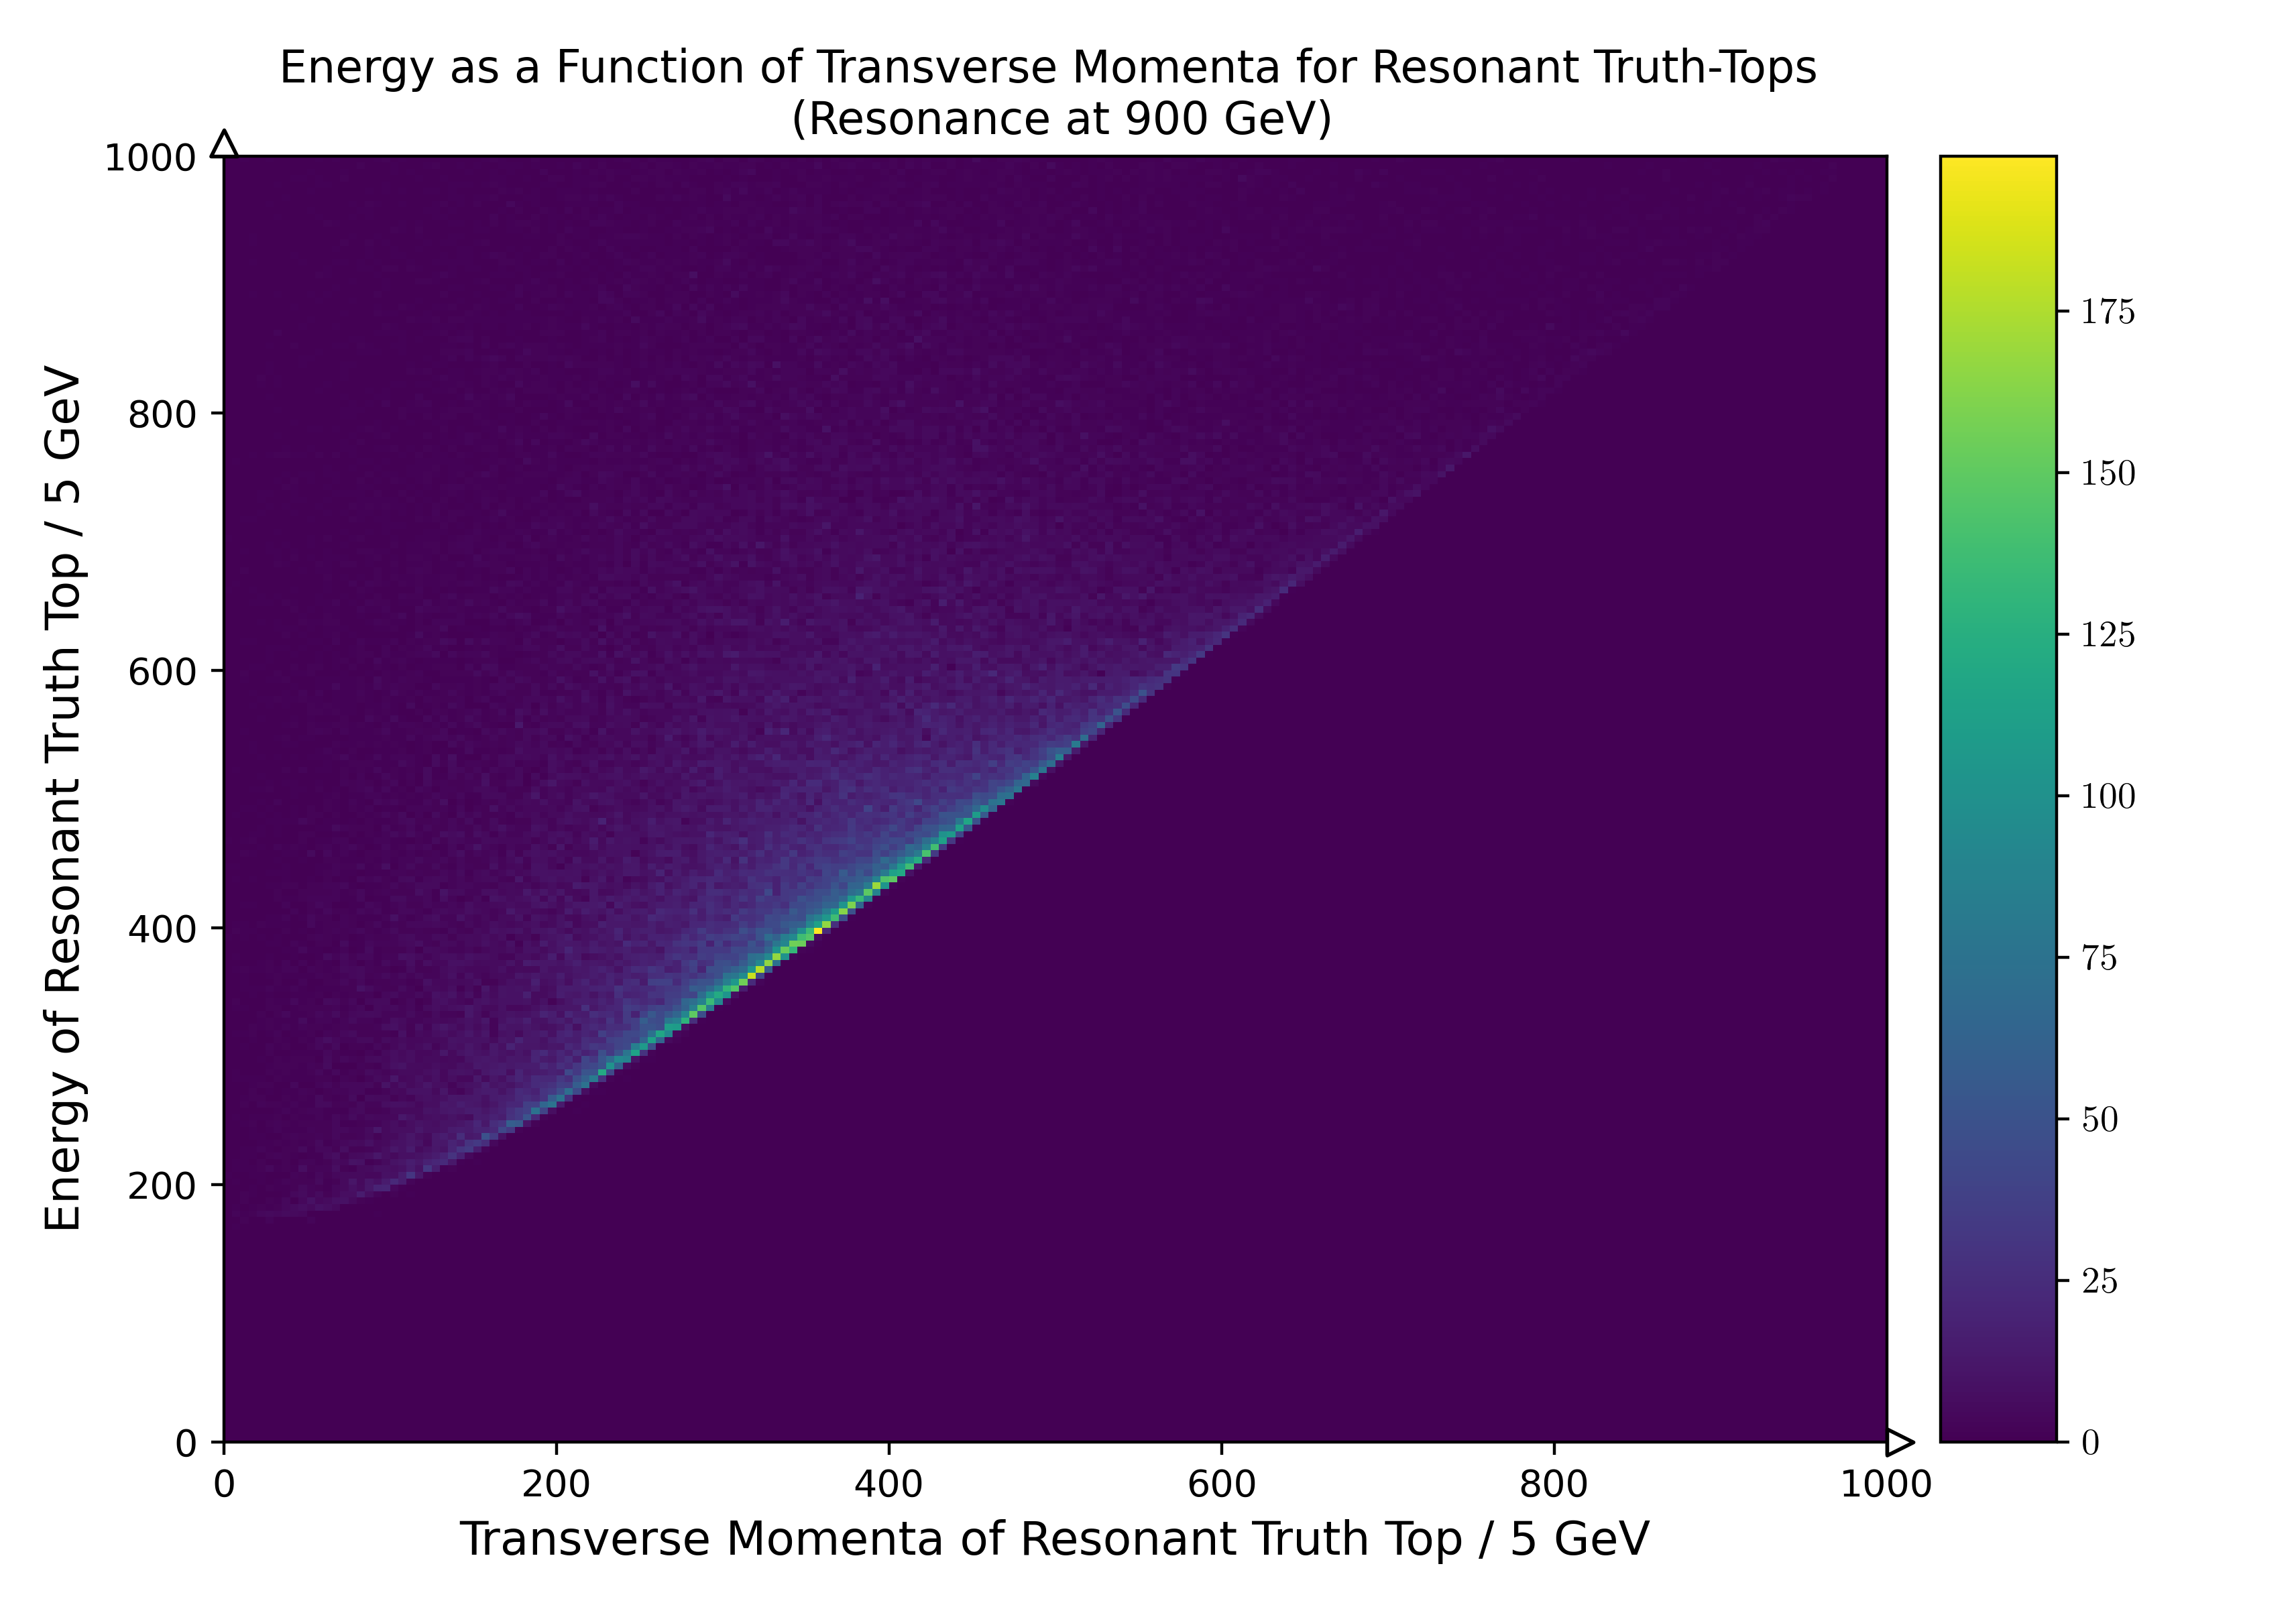 Energy as a Function of Transverse Momenta for Resonant Truth-Tops
(Resonance at 900 GeV)
Energy of Resonant Truth Top / 5 GeV
1000
800
600
400
200
0
0 200 400 600 800 1000
Transverse Momenta of Resonant Truth Top / 5 GeV
175
150
125
100
75
50
25
0